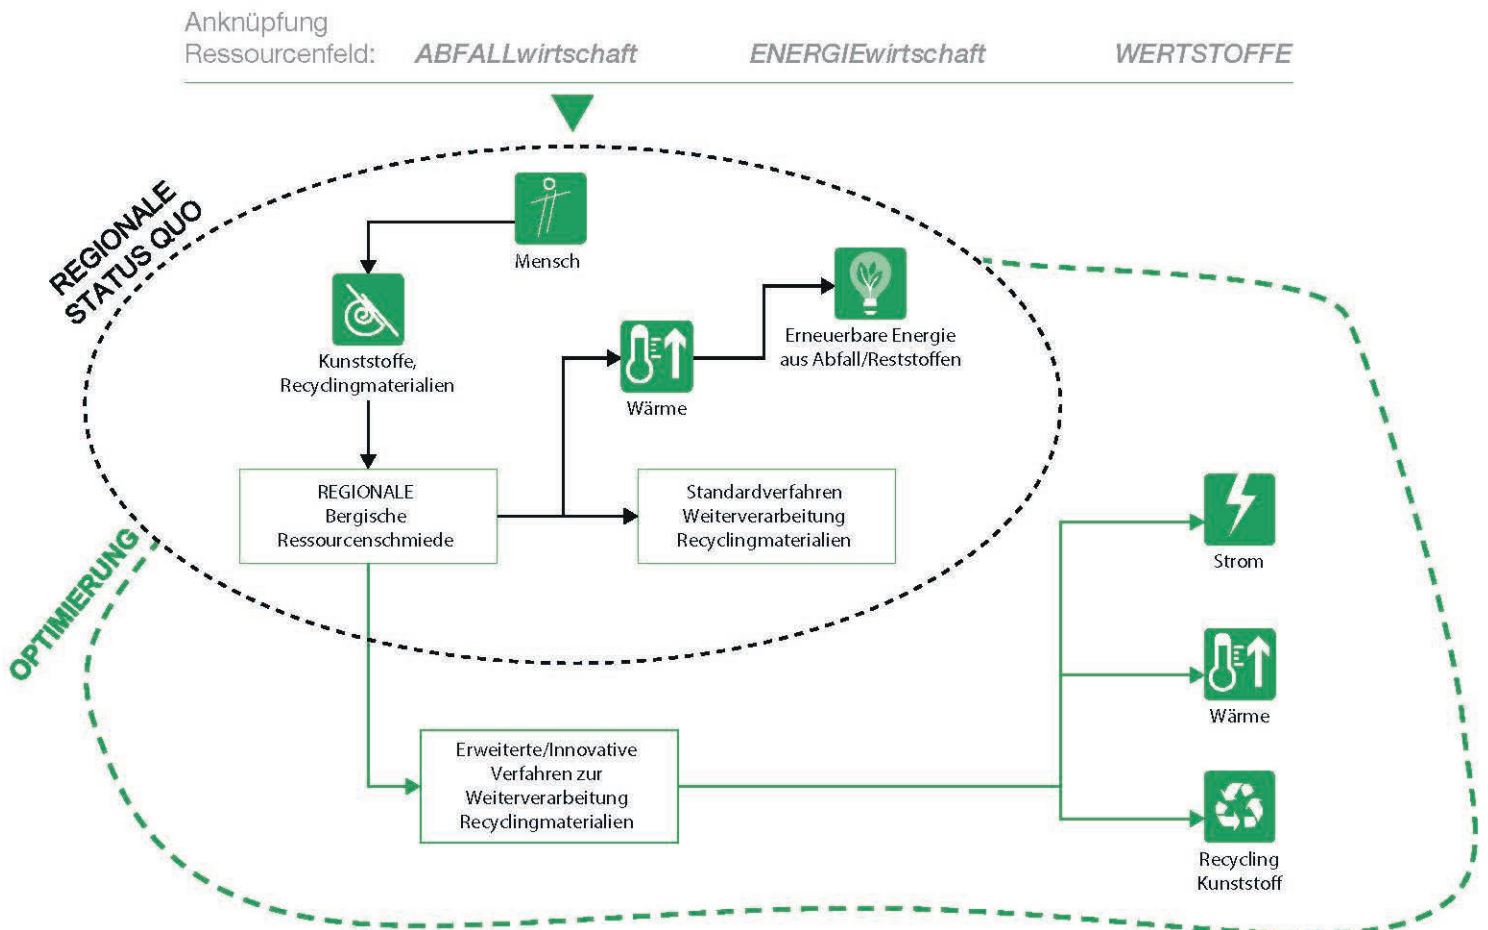 Anknüpfung
Ressourcenfeld: ABFALLwirtschaft ENERGIEwirtschaft WERTSTOFFE
REGIONALE
STATUS QUO
Mensch
Kunststoffe,
Recyclingmaterialien
Wärme
Erneuerbare Energie
aus Abfall/Reststoffen
REGIONALE
Bergische
Ressourcenschmiede
Standardverfahren
Weiterverarbeitung
Recyclingmaterialien
OPTIMIERUNG
Erweiterte/Innovative
Verfahren zur
Weiterverarbeitung
Recyclingmaterialien
Strom
Wärme
Recycling
Kunststoff